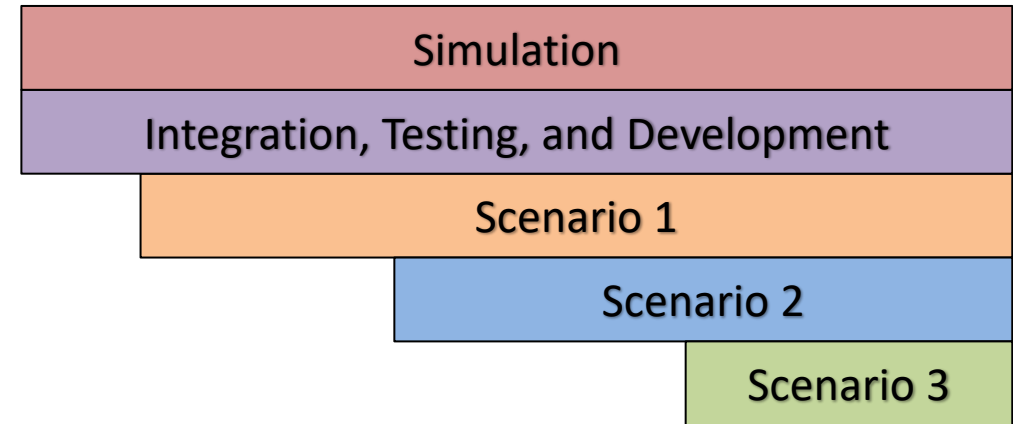 Simulation
Integration, Testing, and Development
Scenario 1
Scenario 2
Scenario 3